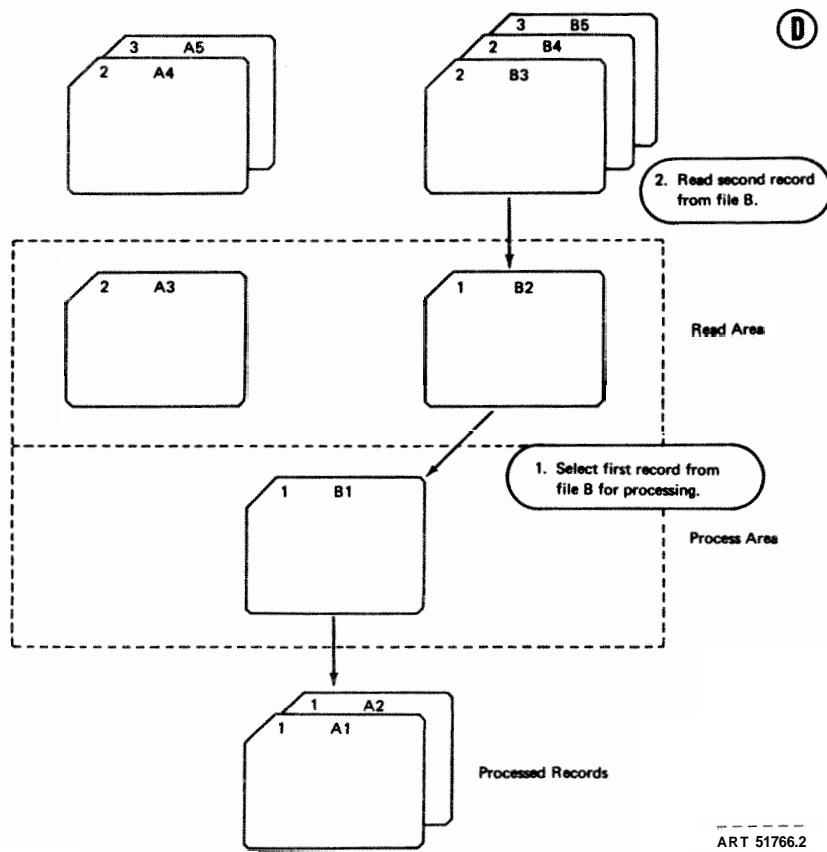 D
3 A5
2 A4
3 B5
2 B4
2 B3
2. Read second record
from file B.
2 A3
1 B2
Read Area
1. Select first record from
file B for processing.
1 B1
Process Area
1 A2
1 A1
Processed Records
ART 51766.2